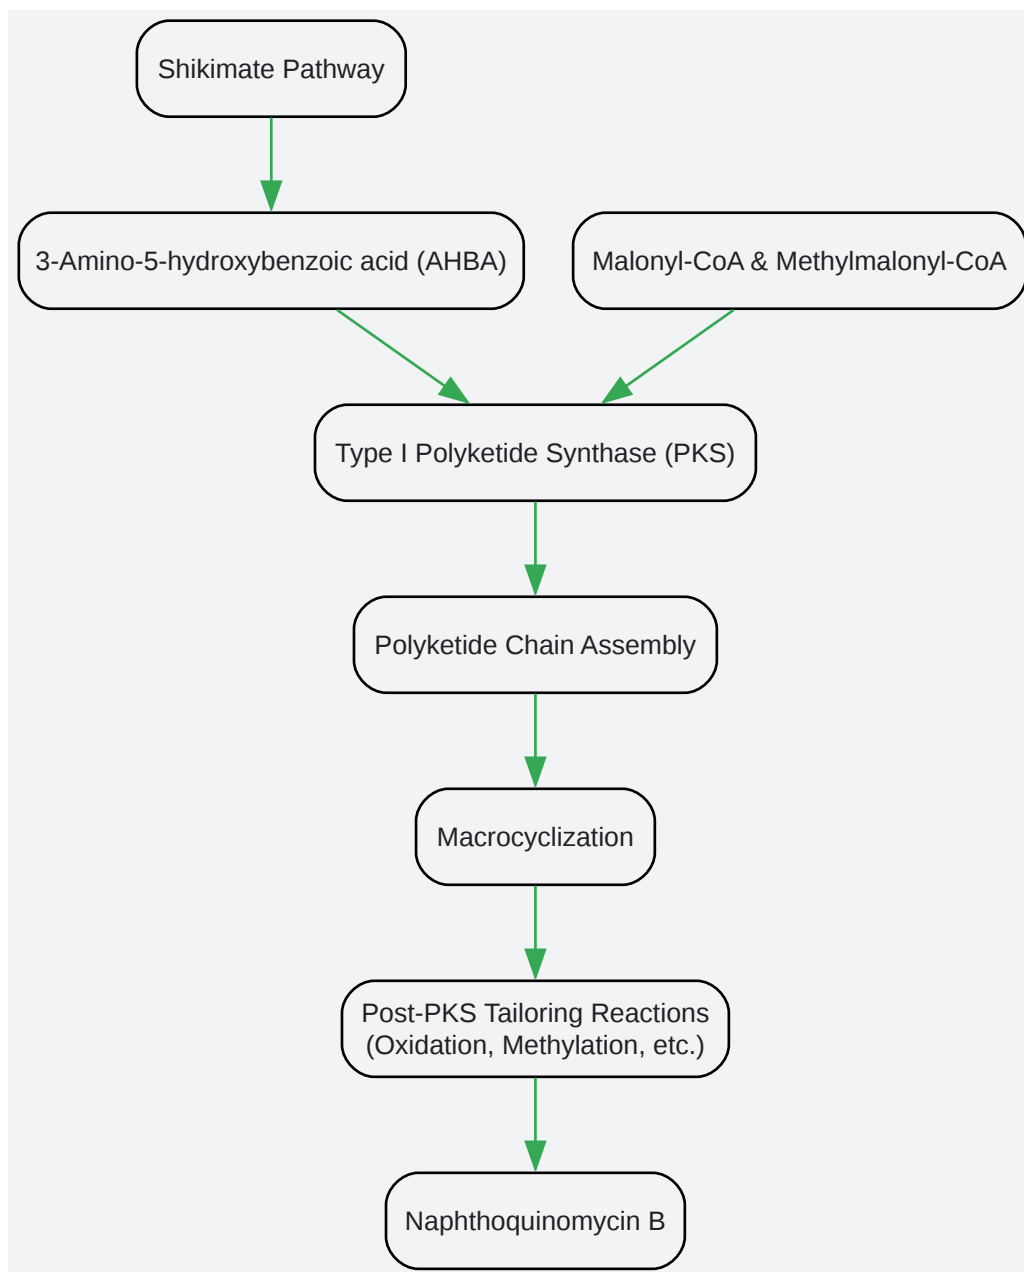 Shikimate Pathway
3-Amino-5-hydroxybenzoic acid (AHBA)
Malonyl-CoA & Methylmalonyl-CoA
Type I Polyketide Synthase (PKS)
Polyketide Chain Assembly
Macrocyclization
Post-PKS Tailoring Reactions
(Oxidation, Methylation, etc.)
Naphthoquinomycin B